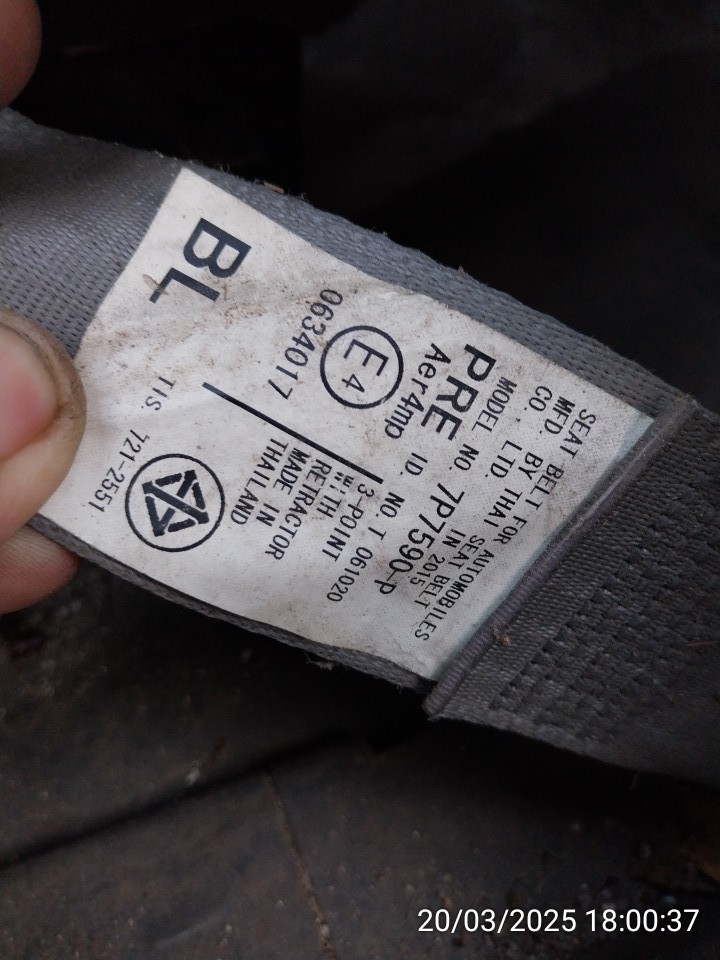 SEAT BELT FOR AUTOMOBILES
MFD. BY THAI SEAT BELT
CO., LTD. IN 2015
MODEL NO. 7P7590-P
PRE
Aer4mp
ID. NO. T 061020
E4
3-POINT
WITH
RETRACTOR
MADE IN
THAILAND
0634017
BL
TIS. 721-2551
20/03/2025 18:00:37